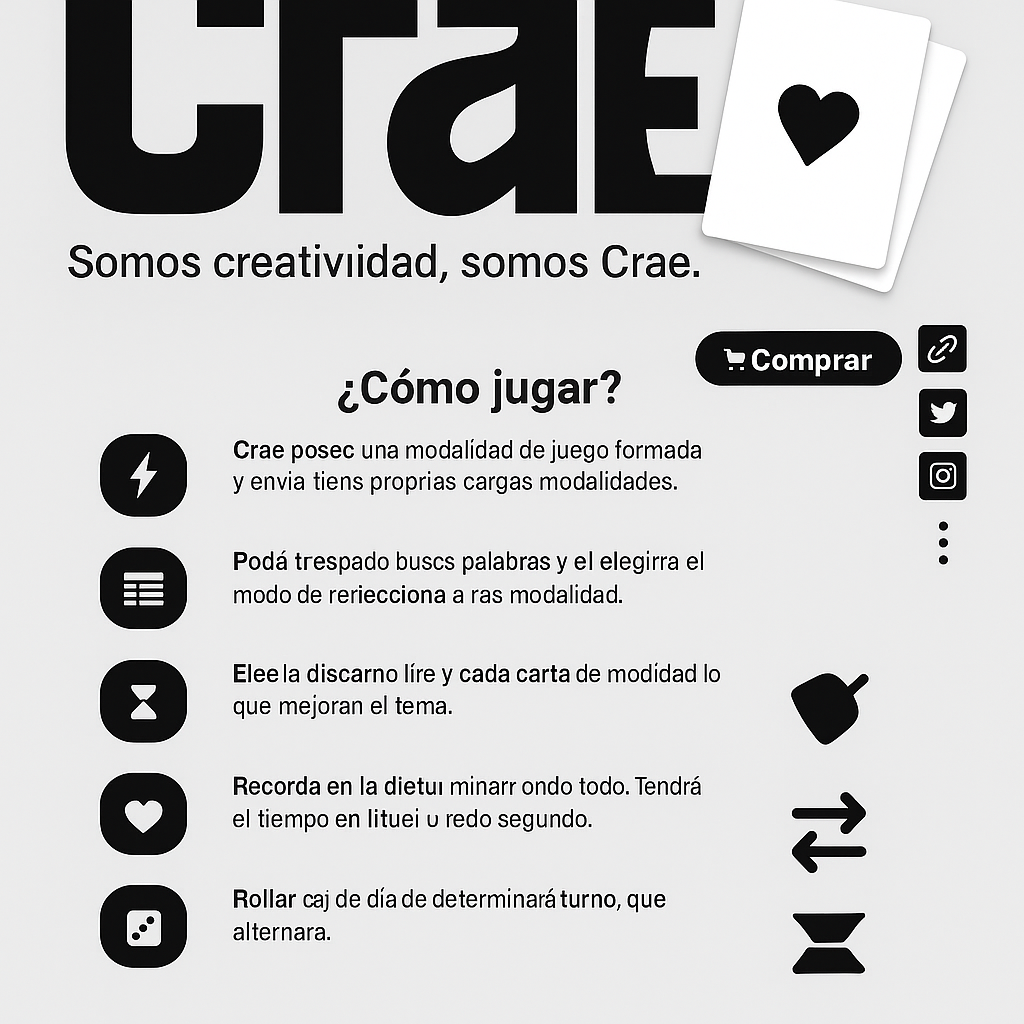 Crae
Somos creativiidad, somos Crae.
Comprar
¿Cómo jugar?
Crae posec una modalídad de juego formada
y envia tiens proprias cargas modalidades.
Podá trespado buscs palabras y el elegirra el
modo de reriecciona a ras modalidad.
Elee la discarno líre y cada carta de modídad lo
que mejoran el tema.
Recorda en la dietuı minarr ondo todo. Tendrá
el tiempo en lituei u redo segundo.
Rollar caj de día de determinará turno, que
alternara.